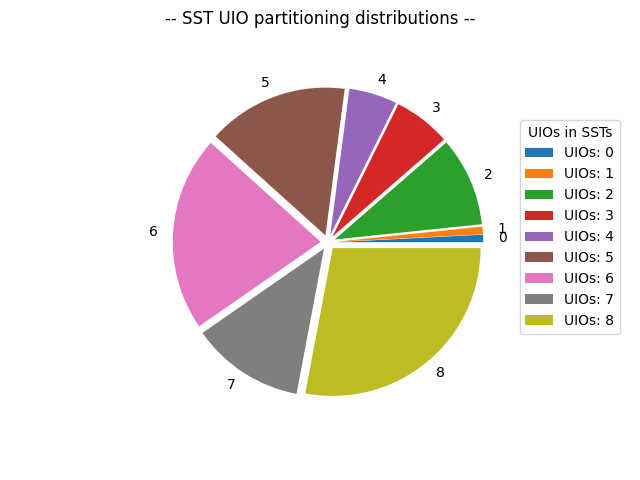 -- SST UIO partitioning distributions --
5
4
3
2
1
0
6
7
8
UIOs in SSTs
UIOs: 0
UIOs: 1
UIOs: 2
UIOs: 3
UIOs: 4
UIOs: 5
UIOs: 6
UIOs: 7
UIOs: 8